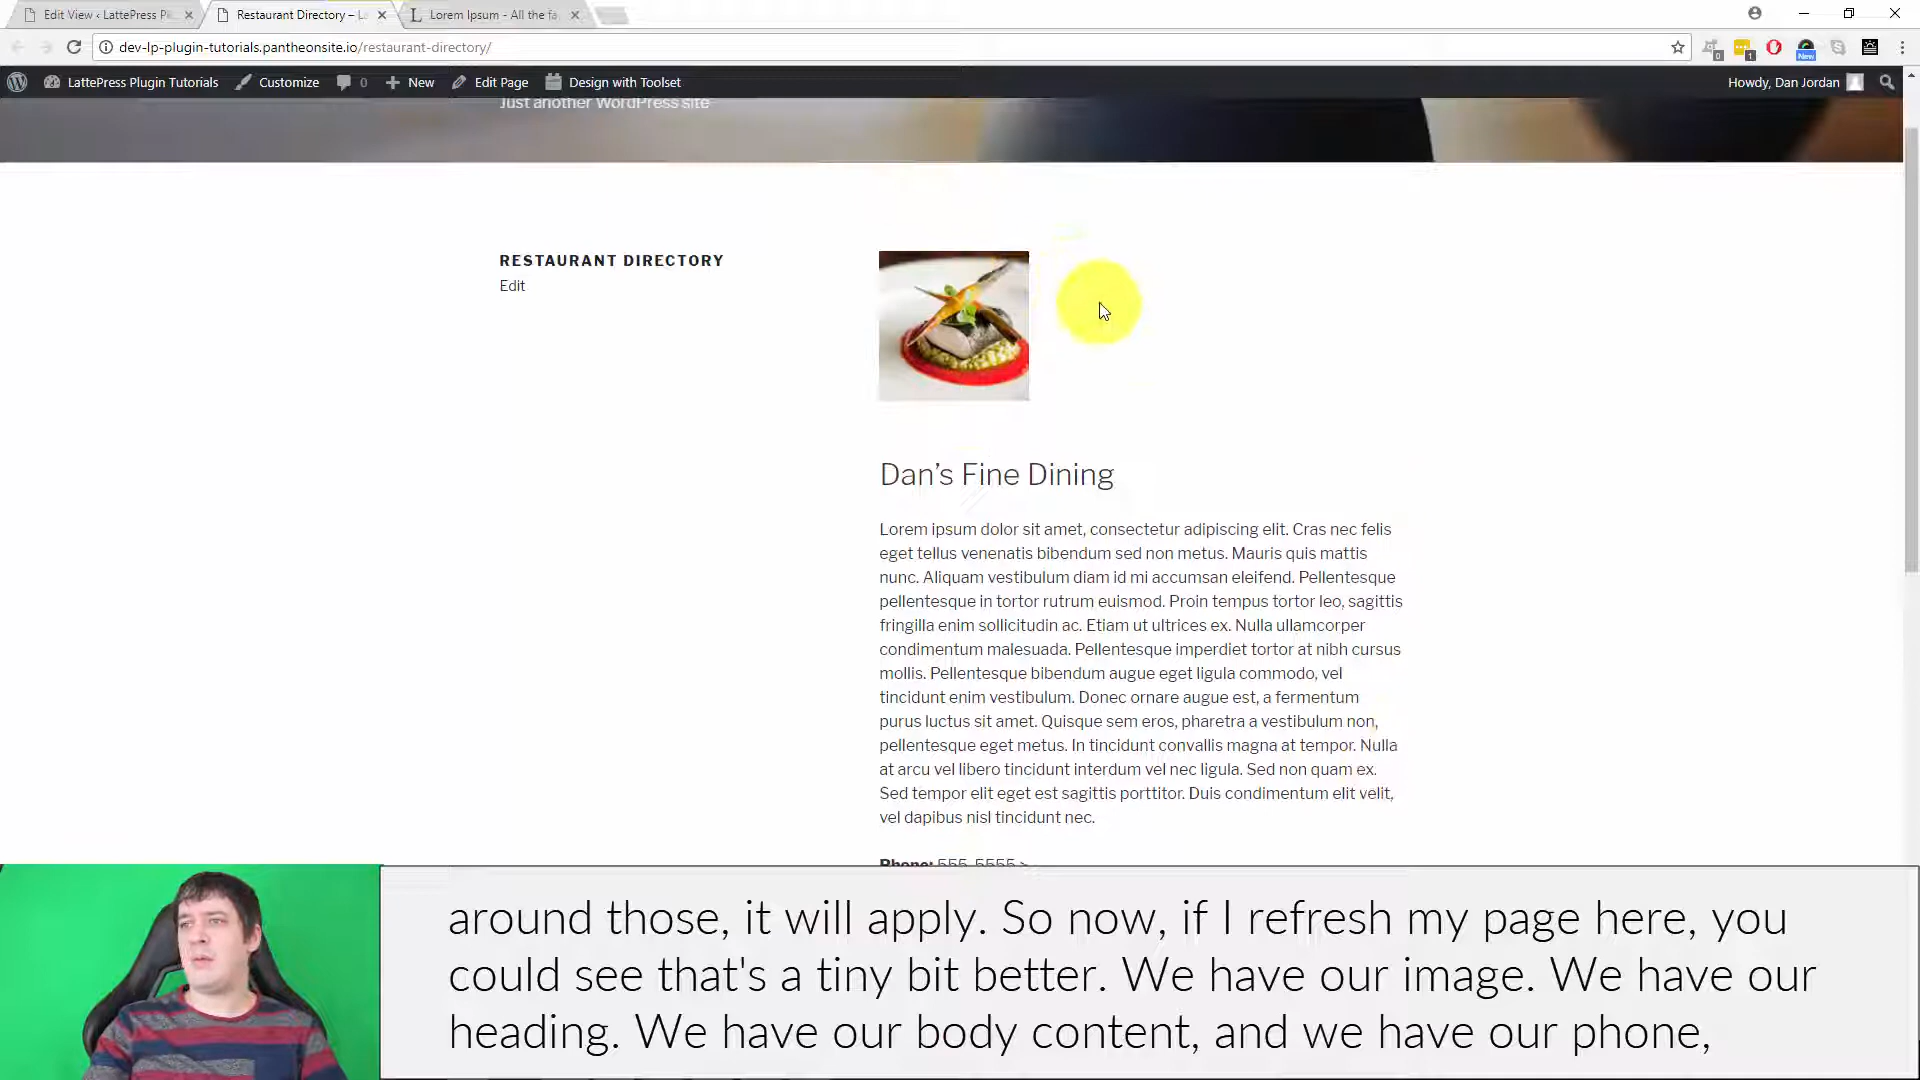 Edit View ‹ LattePress Pl
Restaurant Directory – L
Lorem Ipsum - All the fa
dev-lp-plugin-tutorials.pantheonsite.io/restaurant-directory/
0
1
New
LattePress Plugin Tutorials
Customize
0
New
Edit Page
Design with Toolset
Howdy, Dan Jordan
Just another WordPress site
RESTAURANT DIRECTORY
Edit
Dan's Fine Dining
Lorem ipsum dolor sit amet, consectetur adipiscing elit. Cras nec felis
eget tellus venenatis bibendum sed non metus. Mauris quis mattis
nunc. Aliquam vestibulum diam id mi accumsan eleifend. Pellentesque
pellentesque in tortor rutrum euismod. Proin tempus tortor leo, sagittis
fringilla enim sollicitudin ac. Etiam ut ultrices ex. Nulla ullamcorper
condimentum malesuada. Pellentesque imperdiet tortor at nibh cursus
mollis. Pellentesque bibendum augue eget ligula commodo, vel
tincidunt enim vestibulum. Donec ornare augue est, a fermentum
purus luctus sit amet. Quisque sem eros, pharetra a vestibulum non,
pellentesque eget metus. In tincidunt convallis magna at tempor. Nulla
at arcu vel libero tincidunt interdum vel nec ligula. Sed non quam ex.
Sed tempor elit eget est sagittis porttitor. Duis condimentum elit velit,
vel dapibus nisl tincidunt nec.
Phone: 555-5555 >
around those, it will apply. So now, if I refresh my page here, you
could see that's a tiny bit better. We have our image. We have our
heading. We have our body content, and we have our phone,